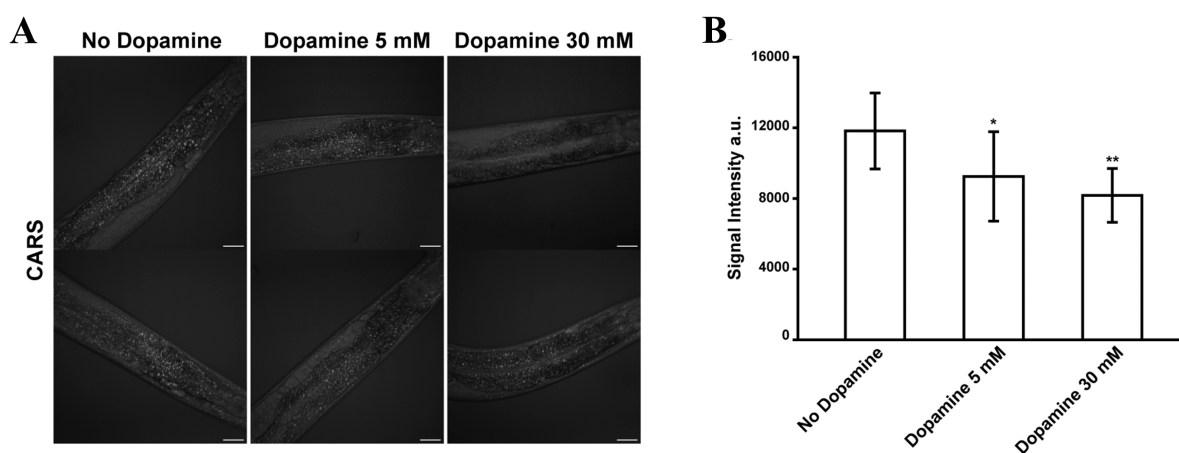 A
No Dopamine
Dopamine 5 mM
Dopamine 30 mM
CARS
B
16000
12000
8000
4000
0
Signal Intensity a.u.
*
**
No Dopamine
Dopamine 5 mM
Dopamine 30 mM